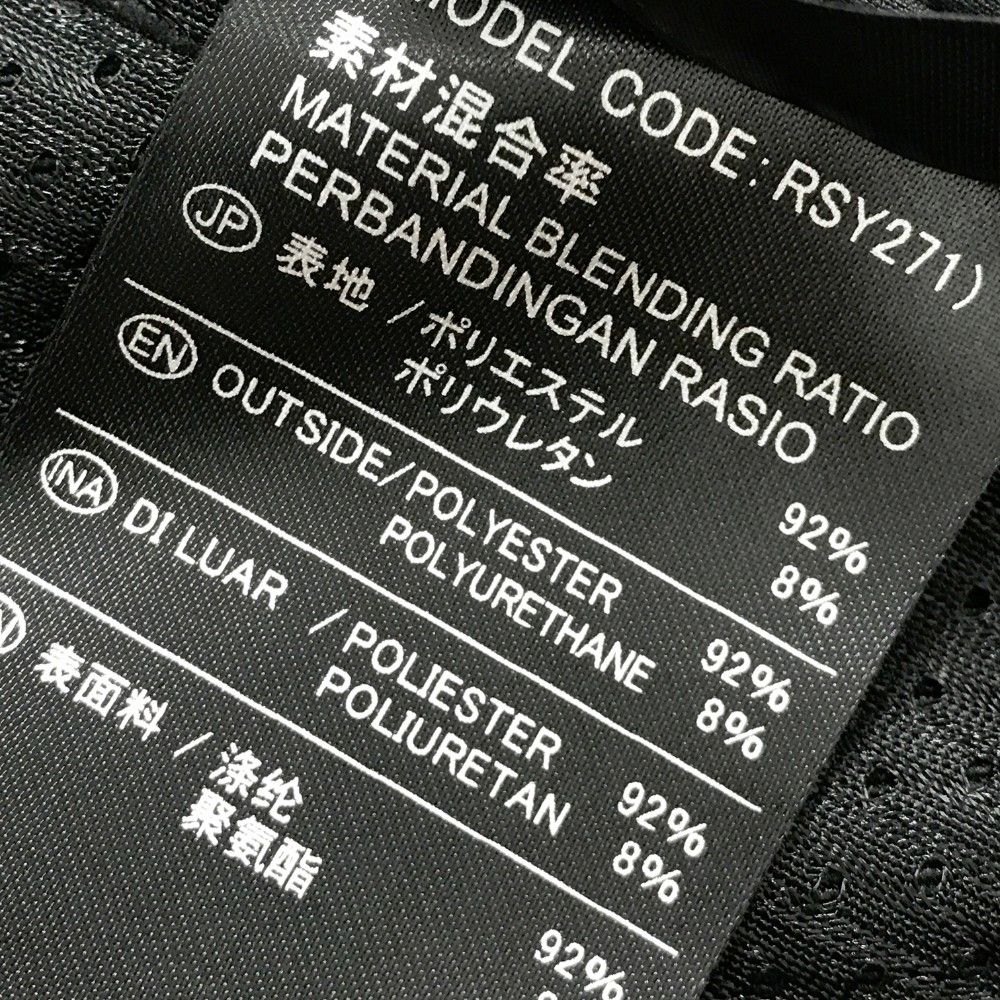 MODEL CODE: RSY271)
素材混合率
MATERIAL BLENDING RATIO
PERBANDINGAN RASIO
JP 表地 / ポリエステル 92%
ポリウレタン 8%
EN OUTSIDE/POLYESTER 92%
POLYURETHANE 8%
INA DI LUAR / POLIESTER 92%
POLIURETAN 8%
表面料 / 涤纶 92%
聚氨酯